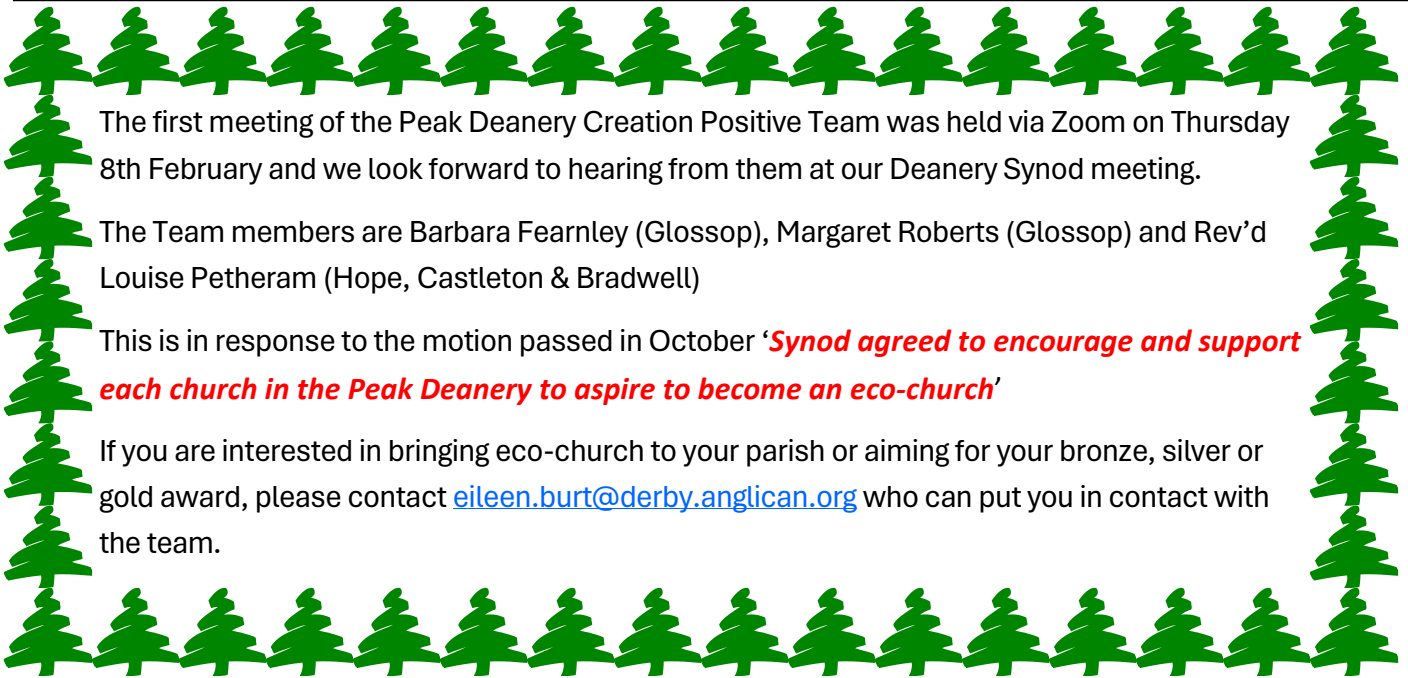 The first meeting of the Peak Deanery Creation Positive Team was held via Zoom on Thursday
8th February and we look forward to hearing from them at our Deanery Synod meeting.
The Team members are Barbara Fearnley (Glossop), Margaret Roberts (Glossop) and Rev’d
Louise Petheram (Hope, Castleton & Bradwell)
This is in response to the motion passed in October ‘Synod agreed to encourage and support
each church in the Peak Deanery to aspire to become an eco-church’
If you are interested in bringing eco-church to your parish or aiming for your bronze, silver or
gold award, please contact eileen.burt@derby.anglican.org who can put you in contact with
the team.